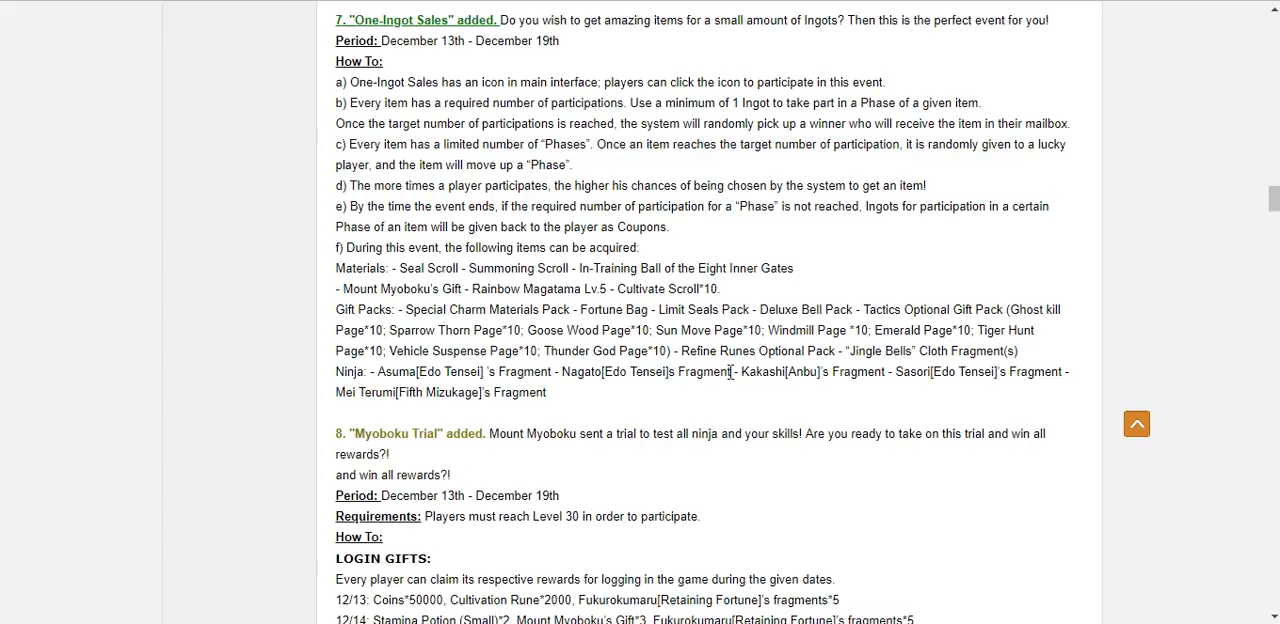 7. "One-Ingot Sales" added. Do you wish to get amazing items for a small amount of Ingots? Then this is the perfect event for you!
Period: December 13th - December 19th
How To:
a) One-Ingot Sales has an icon in main interface; players can click the icon to participate in this event.
b) Every item has a required number of participations. Use a minimum of 1 Ingot to take part in a Phase of a given item.
Once the target number of participations is reached, the system will randomly pick up a winner who will receive the item in their mailbox.
c) Every item has a limited number of “Phases”. Once an item reaches the target number of participation, it is randomly given to a lucky
player, and the item will move up a “Phase”.
d) The more times a player participates, the higher his chances of being chosen by the system to get an item!
e) By the time the event ends, if the required number of participation for a “Phase” is not reached, Ingots for participation in a certain
Phase of an item will be given back to the player as Coupons.
f) During this event, the following items can be acquired:
Materials: - Seal Scroll - Summoning Scroll - In-Training Ball of the Eight Inner Gates
- Mount Myoboku’s Gift - Rainbow Magatama Lv.5 - Cultivate Scroll*10.
Gift Packs: - Special Charm Materials Pack - Fortune Bag - Limit Seals Pack - Deluxe Bell Pack - Tactics Optional Gift Pack (Ghost kill
Page*10; Sparrow Thorn Page*10; Goose Wood Page*10; Sun Move Page*10; Windmill Page *10; Emerald Page*10; Tiger Hunt
Page*10; Vehicle Suspense Page*10; Thunder God Page*10) - Refine Runes Optional Pack - “Jingle Bells” Cloth Fragment(s)
Ninja: - Asuma[Edo Tensei] ’s Fragment - Nagato[Edo Tensei]s Fragment - Kakashi[Anbu]’s Fragment - Sasori[Edo Tensei]’s Fragment -
Mei Terumi[Fifth Mizukage]’s Fragment
8. "Myoboku Trial" added. Mount Myoboku sent a trial to test all ninja and your skills! Are you ready to take on this trial and win all
rewards?!
and win all rewards?!
Period: December 13th - December 19th
Requirements: Players must reach Level 30 in order to participate.
How To:
LOGIN GIFTS:
Every player can claim its respective rewards for logging in the game during the given dates.
12/13: Coins*50000, Cultivation Rune*2000, Fukurokumaru[Retaining Fortune]’s fragments*5
12/14: Stamina Potion (Small)*2, Mount Myoboku’s Gift*3, Fukurokumaru[Retaining Fortune]’s fragments*5